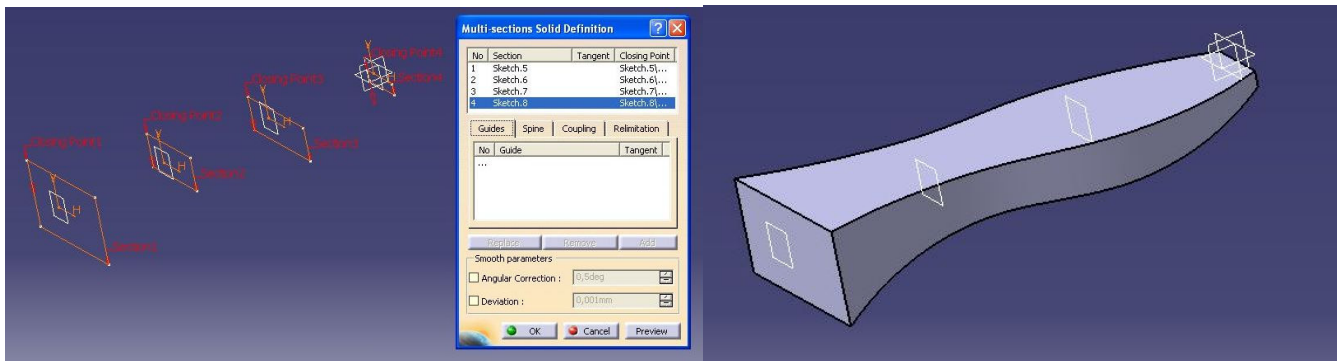 Closing Point1
Section1
Closing Point2
Section2
Closing Point3
Section3
Closing Point4
Section4
V
H
V
H
V
H
V
Multi-sections Solid Definition
No Section Tangent Closing Point
1 Sketch.5 Sketch.5\...
2 Sketch.6 Sketch.6\...
3 Sketch.7 Sketch.7\...
4 Sketch.8 Sketch.8\...
Guides Spine Coupling Relimitation
No Guide Tangent
...
Replace Remove Add
Smooth parameters
Angular Correction : 0,5deg
Deviation : 0,001mm
OK Cancel Preview